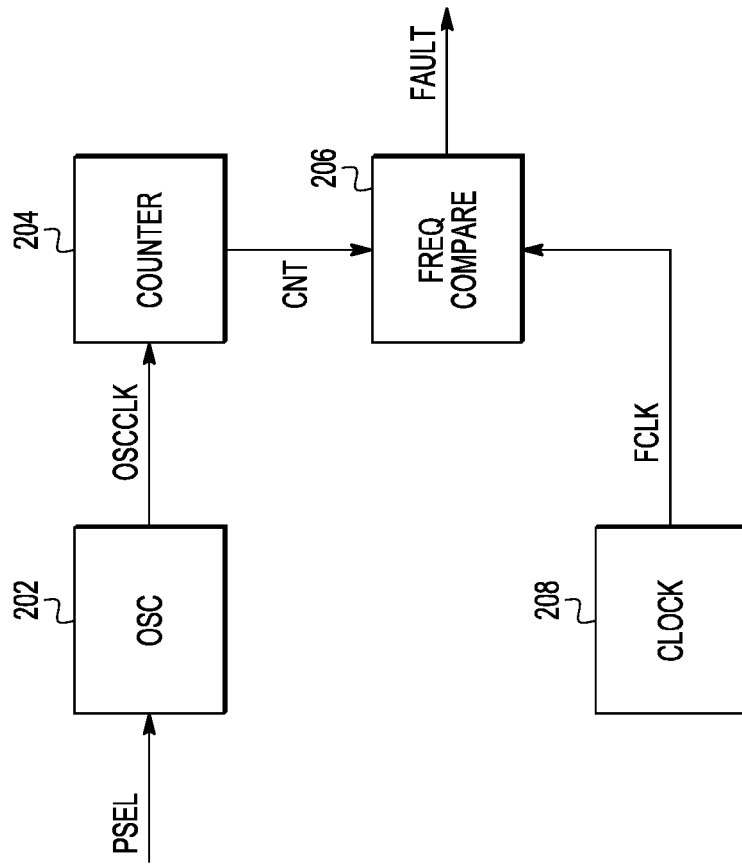 PSEL
202
OSC
OSCCLK
204
COUNTER
CNT
206
FREQ
COMPARE
FAULT
208
CLOCK
FCLK